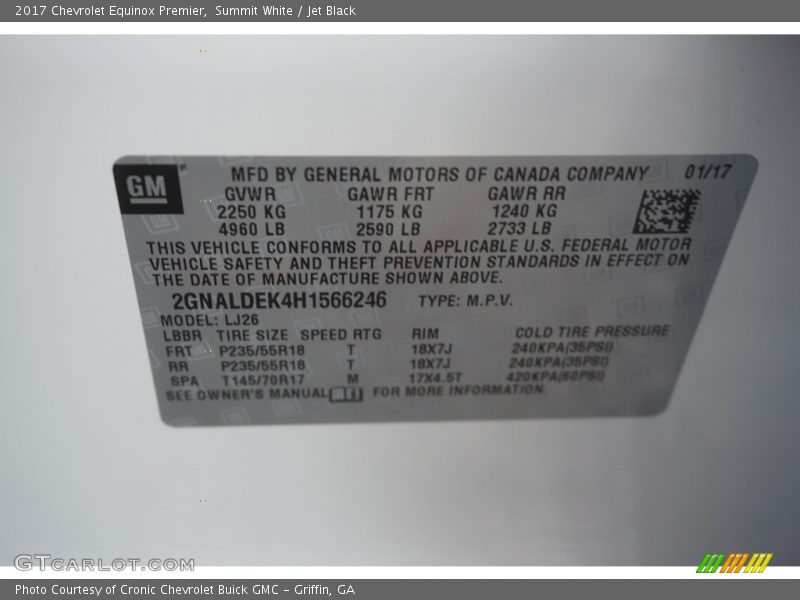 2017 Chevrolet Equinox Premier, Summit White / Jet Black
GM
MFD BY GENERAL MOTORS OF CANADA COMPANY 01/17
GVWR GAWR FRT GAWR RR
2250 KG 1175 KG 1240 KG
4960 LB 2590 LB 2733 LB
THIS VEHICLE CONFORMS TO ALL APPLICABLE U.S. FEDERAL MOTOR
VEHICLE SAFETY AND THEFT PREVENTION STANDARDS IN EFFECT ON
THE DATE OF MANUFACTURE SHOWN ABOVE.
2GNALDEK4H1566246 TYPE: M.P.V.
MODEL: LJ26
LBBR TIRE SIZE SPEED RTG RIM COLD TIRE PRESSURE
FRT P235/55R18 T 18X7J 240KPA(35PSI)
RR P235/55R18 T 18X7J 240KPA(35PSI)
SPA T145/70R17 M 17X4.5T 420KPA(60PSI)
SEE OWNER'S MANUAL FOR MORE INFORMATION.
GTCARLOT.COM
Photo Courtesy of Cronic Chevrolet Buick GMC – Griffin, GA